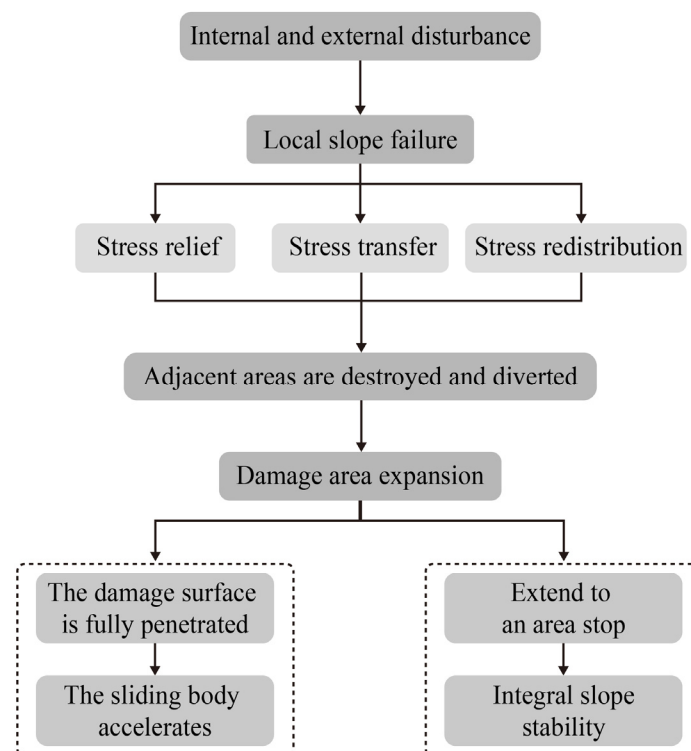 Internal and external disturbance
Local slope failure
Stress relief
Stress transfer
Stress redistribution
Adjacent areas are destroyed and diverted
Damage area expansion
The damage surface
is fully penetrated
The sliding body
accelerates
Extend to
an area stop
Integral slope
stability